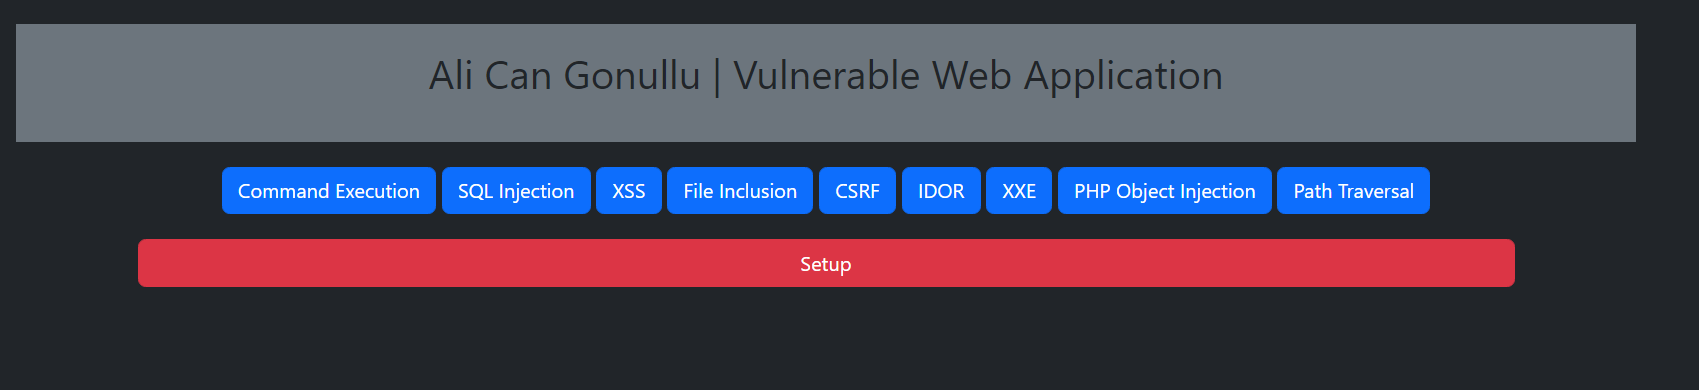 Ali Can Gonullu | Vulnerable Web Application
Command Execution SQL Injection XSS File Inclusion CSRF IDOR XXE PHP Object Injection Path Traversal
Setup